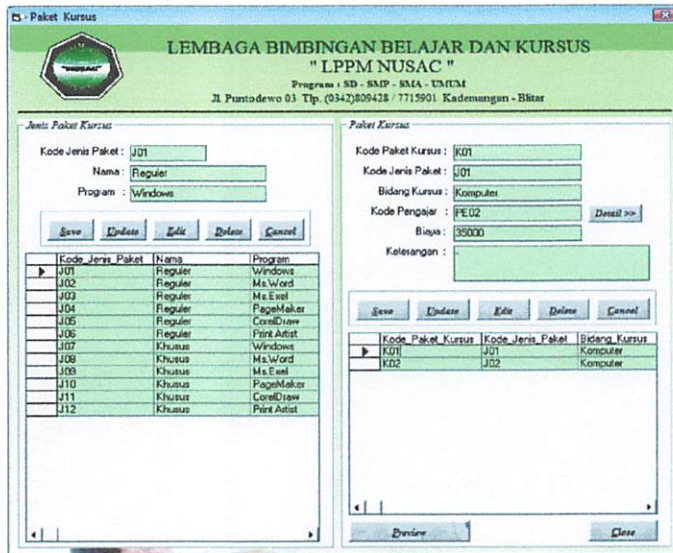 Paket Kursus
"NUSAC"
LEMBAGA BIMBINGAN BELAJAR DAN KURSUS
" LPPM NUSAC "
Program : SD - SMP - SMA - UMUM
Jl. Puntodewo 03 Tlp. (0342)809428 / 7715901 Kademangan - Blitar
Jenis Paket Kursus
Kode Jenis Paket : J01
Nama : Reguler
Program : Windows
Save Update Edit Delete Cancel
Kode_Jenis_Paket Nama Program
J01 Reguler Windows
J02 Reguler Ms.Word
J03 Reguler Ms.Exel
J04 Reguler PageMaker
J05 Reguler CorelDraw
J06 Reguler Print Artist
J07 Khusus Windows
J08 Khusus Ms.Word
J09 Khusus Ms.Exel
J10 Khusus PageMaker
J11 Khusus CorelDraw
J12 Khusus Print Artist
Paket Kursus
Kode Paket Kursus : K01
Kode Jenis Paket : J01
Bidang Kursus : Komputer
Kode Pengajar : PE02 Detail >>
Biaya : 35000
Keterangan : -
Save Update Edit Delete Cancel
Kode_Paket_Kursus Kode_Jenis_Paket Bidang_Kursus
K01 J01 Komputer
K02 J02 Komputer
Preview Close